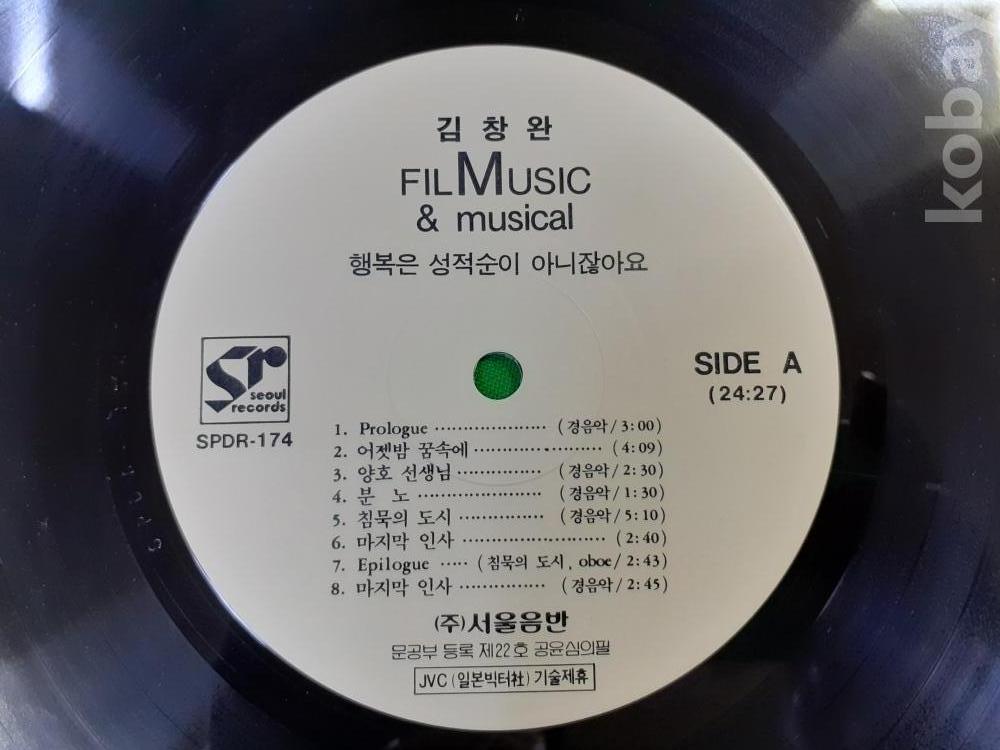 김 창 완
FILMUSIC
& musical
행복은 성적순이 아니잖아요
Sr
seoul
records
SPDR-174
SIDE A
(24:27)
1. Prologue ···················· (경음악/3:00)
2. 어젯밤 꿈속에 ······················ (4:09)
3. 양호 선생님 ··············· (경음악/2:30)
4. 분 노 ······················ (경음악/1:30)
5. 침묵의 도시 ··············· (경음악/5:10)
6. 마지막 인사 ························· (2:40)
7. Epilogue ····· (침묵의 도시, oboe/2:43)
8. 마지막 인사 ··············· (경음악/2:45)
(주)서울음반
문공부 등록 제22호 공윤심의필
JVC (일본빅터社) 기술제휴
kobay